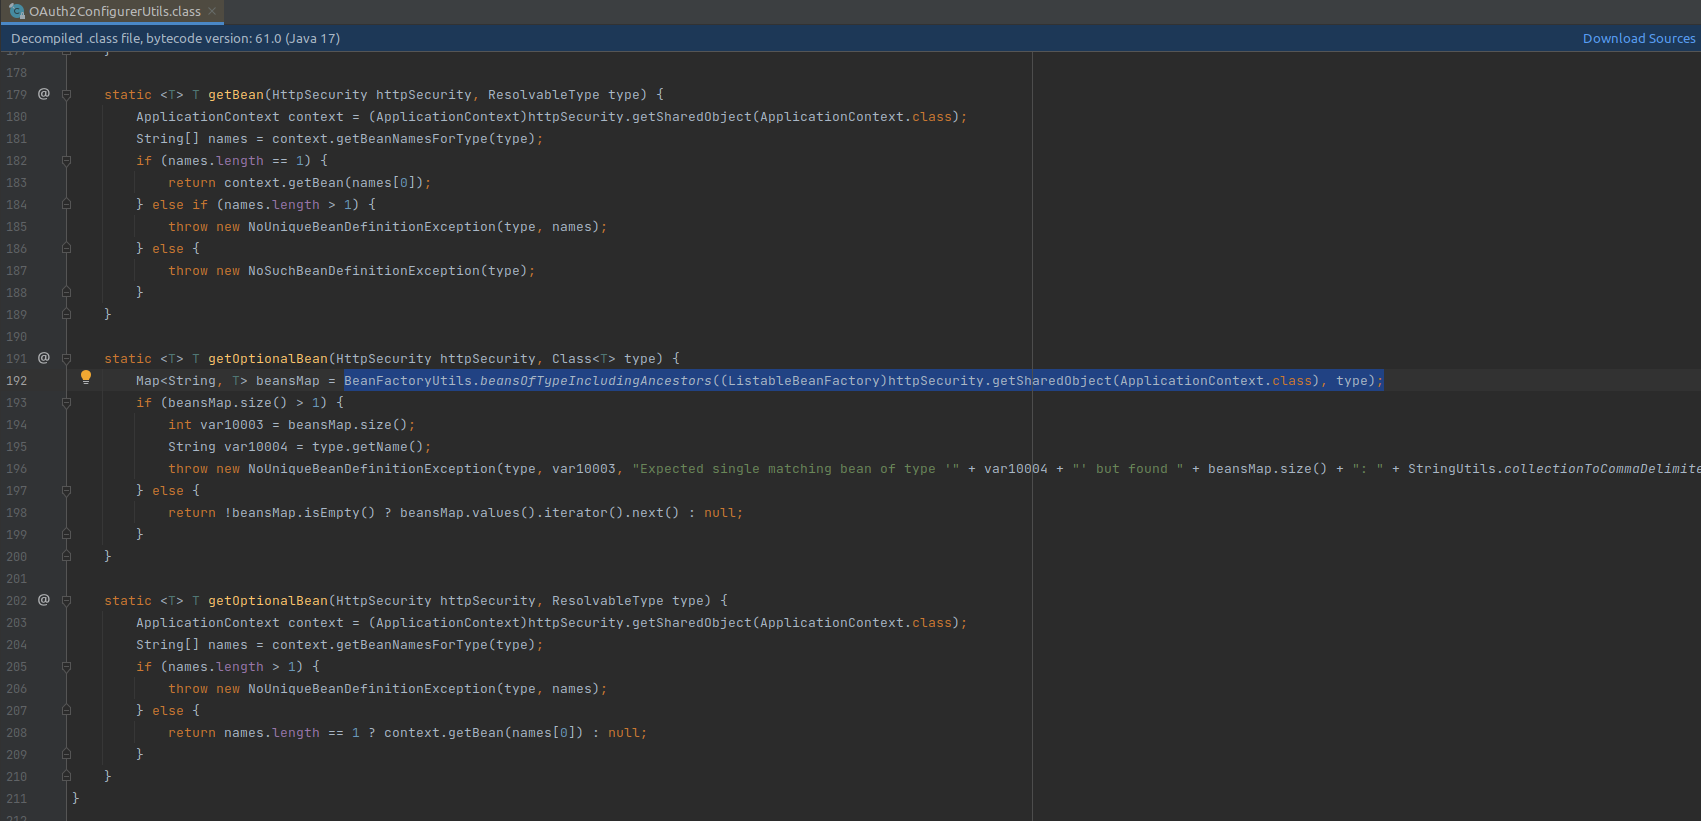 OAuth2ConfigurerUtils.class
Decompiled .class file, bytecode version: 61.0 (Java 17) Download Sources
178
179 @ static <T> T getBean(HttpSecurity httpSecurity, ResolvableType type) {
180 ApplicationContext context = (ApplicationContext)httpSecurity.getSharedObject(ApplicationContext.class);
181 String[] names = context.getBeanNamesForType(type);
182 if (names.length == 1) {
183 return context.getBean(names[0]);
184 } else if (names.length > 1) {
185 throw new NoUniqueBeanDefinitionException(type, names);
186 } else {
187 throw new NoSuchBeanDefinitionException(type);
188 }
189 }
190
191 @ static <T> T getOptionalBean(HttpSecurity httpSecurity, Class<T> type) {
192 Map<String, T> beansMap = BeanFactoryUtils.beansOfTypeIncludingAncestors((ListableBeanFactory)httpSecurity.getSharedObject(ApplicationContext.class), type);
193 if (beansMap.size() > 1) {
194 int var10003 = beansMap.size();
195 String var10004 = type.getName();
196 throw new NoUniqueBeanDefinitionException(type, var10003, "Expected single matching bean of type '" + var10004 + "' but found " + beansMap.size() + ": " + StringUtils.collectionToCommaDelimite
197 } else {
198 return !beansMap.isEmpty() ? beansMap.values().iterator().next() : null;
199 }
200 }
201
202 @ static <T> T getOptionalBean(HttpSecurity httpSecurity, ResolvableType type) {
203 ApplicationContext context = (ApplicationContext)httpSecurity.getSharedObject(ApplicationContext.class);
204 String[] names = context.getBeanNamesForType(type);
205 if (names.length > 1) {
206 throw new NoUniqueBeanDefinitionException(type, names);
207 } else {
208 return names.length == 1 ? context.getBean(names[0]) : null;
209 }
210 }
211 }